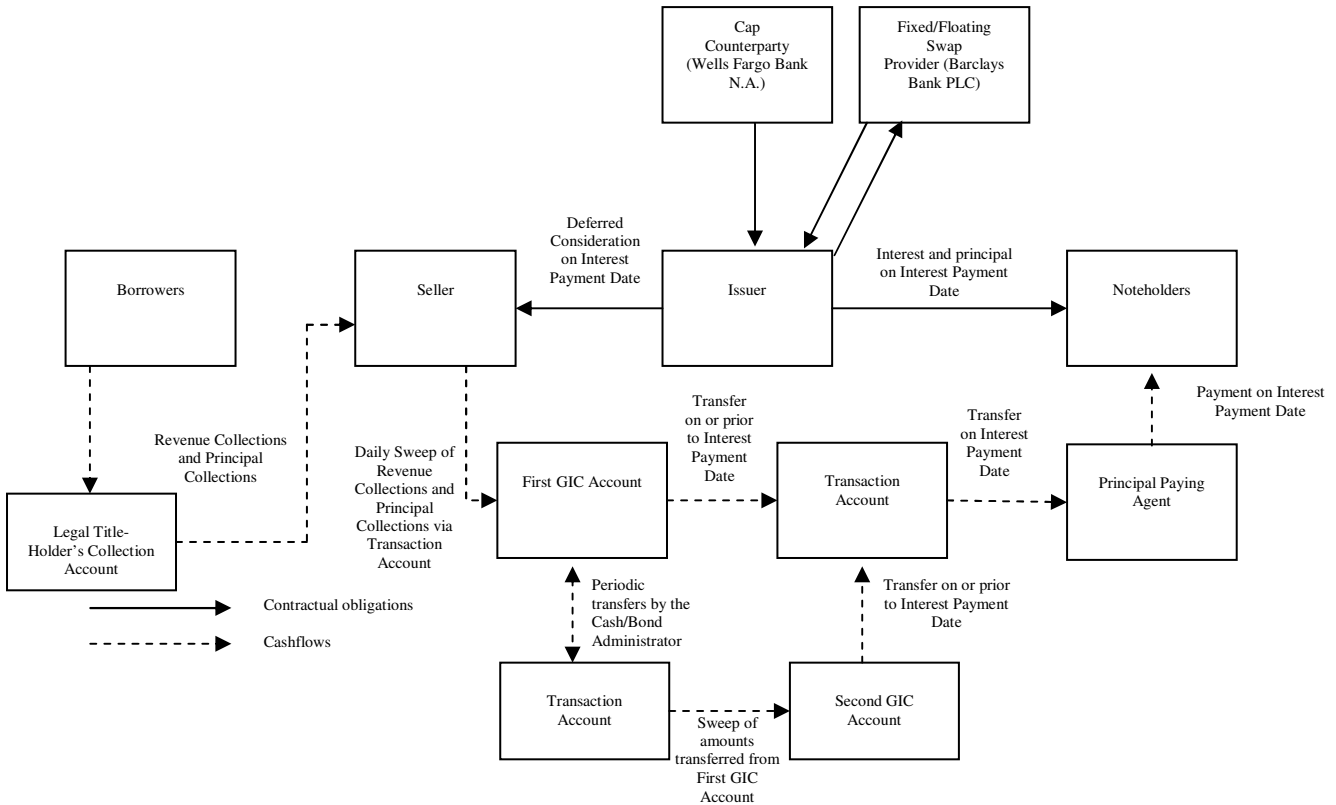 Cap
Counterparty
(Wells Fargo Bank
N.A.)
Fixed/Floating
Swap
Provider (Barclays
Bank PLC)
Deferred
Consideration
on Interest
Payment Date
Interest and principal
on Interest Payment
Date
Borrowers
Seller
Issuer
Noteholders
Revenue Collections
and Principal
Collections
Daily Sweep of
Revenue
Collections and
Principal
Collections via
Transaction
Account
Transfer
on or prior
to Interest
Payment
Date
Transfer
on Interest
Payment
Date
Payment on Interest
Payment Date
Legal Title-
Holder's Collection
Account
First GIC Account
Transaction
Account
Principal Paying
Agent
Contractual obligations
Cashflows
Periodic
transfers by the
Cash/Bond
Administrator
Transfer on or prior
to Interest Payment
Date
Transaction
Account
Sweep of
amounts
transferred from
First GIC
Account
Second GIC
Account